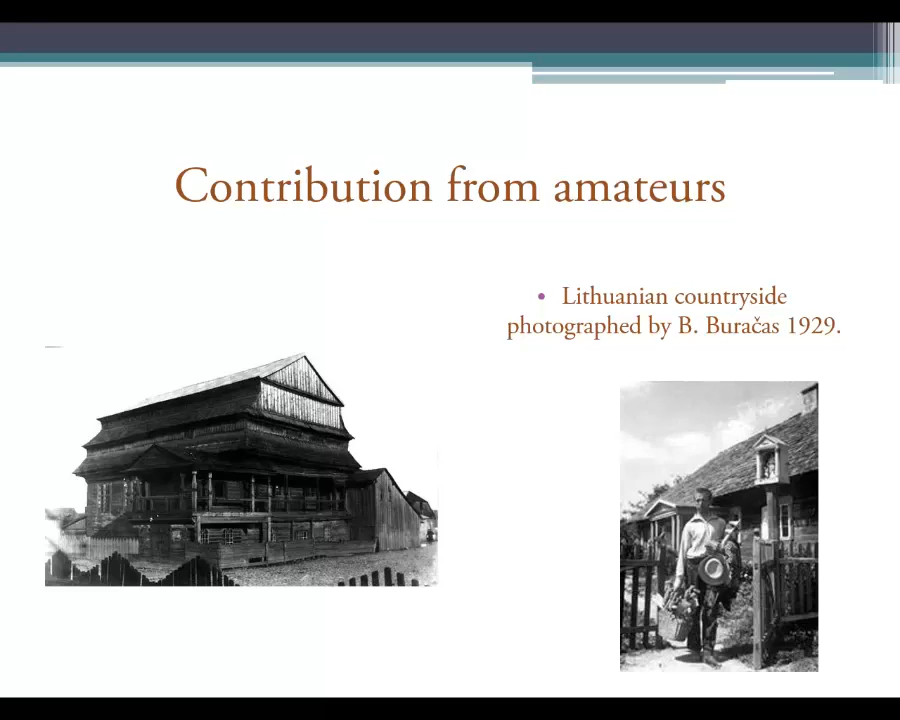 Contribution from amateurs
• Lithuanian countryside
photographed by B. Buračas 1929.